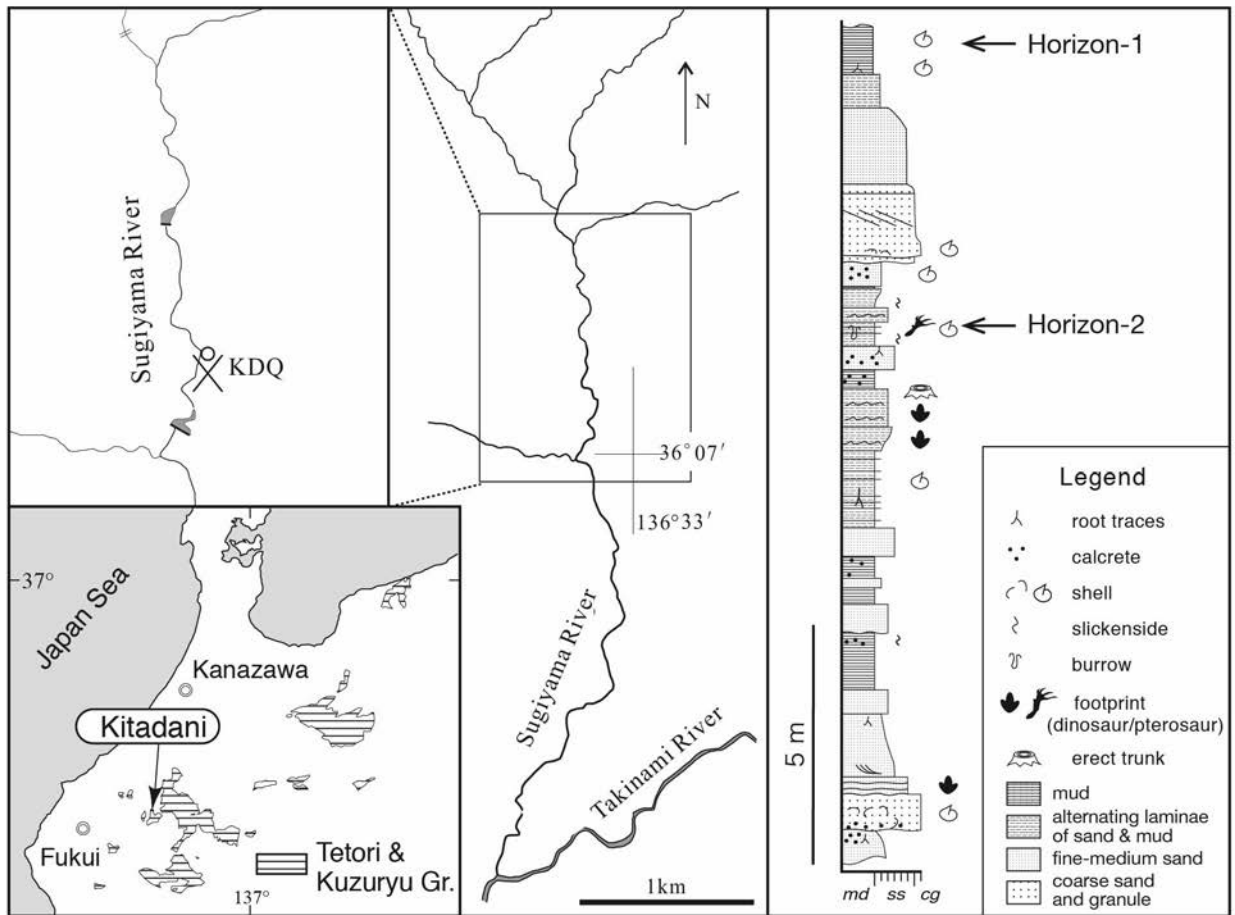 Sugiyama River
KDQ
N
36°07′
136°33′
Sugiyama River
Takinami River
1km
37°
Japan Sea
Kanazawa
Kitadani
Fukui
Tetori &
Kuzuryu Gr.
137°
Horizon-1
Horizon-2
5 m
md ss cg
Legend
root traces
calcrete
shell
slickenside
burrow
footprint
(dinosaur/pterosaur)
erect trunk
mud
alternating laminae
of sand & mud
fine-medium sand
coarse sand
and granule